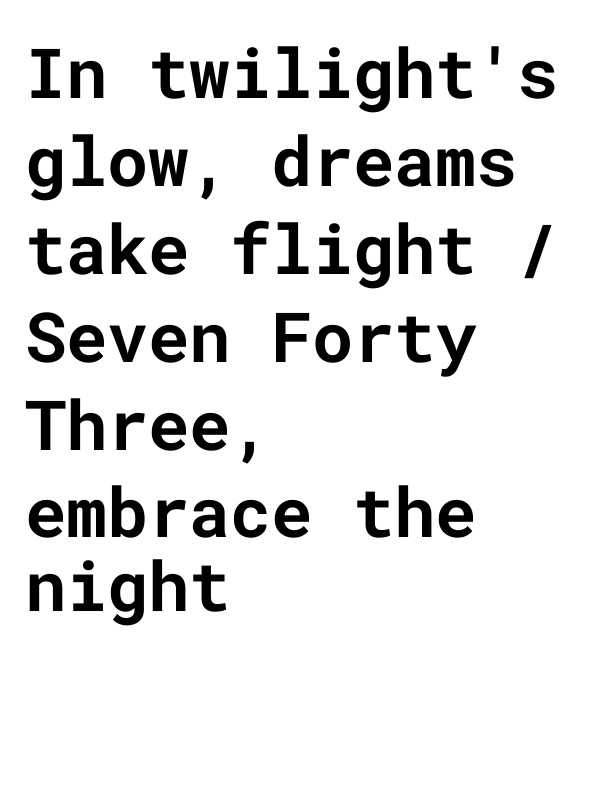 In twilight's
glow, dreams
take flight /
Seven Forty
Three,
embrace the
night